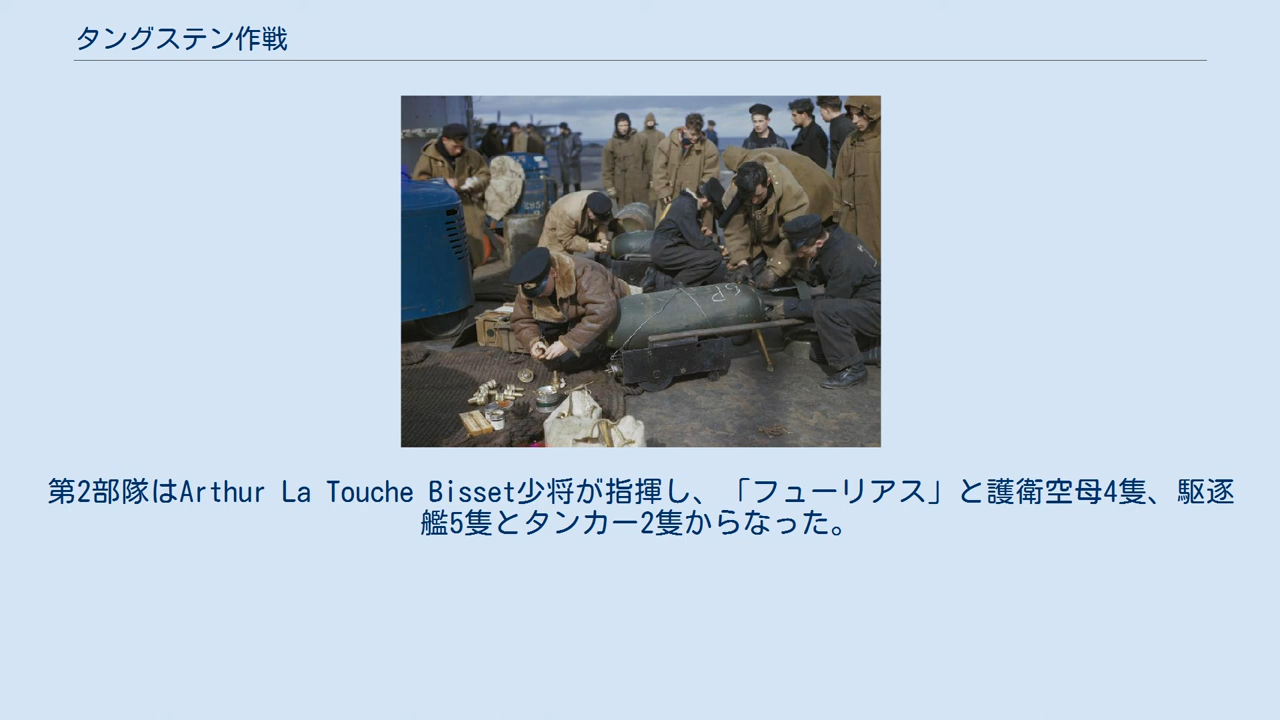 タングステン作戦
第2部隊はArthur La Touche Bisset少将が指揮し、「フューリアス」と護衛空母4隻、駆逐
艦5隻とタンカー2隻からなった。